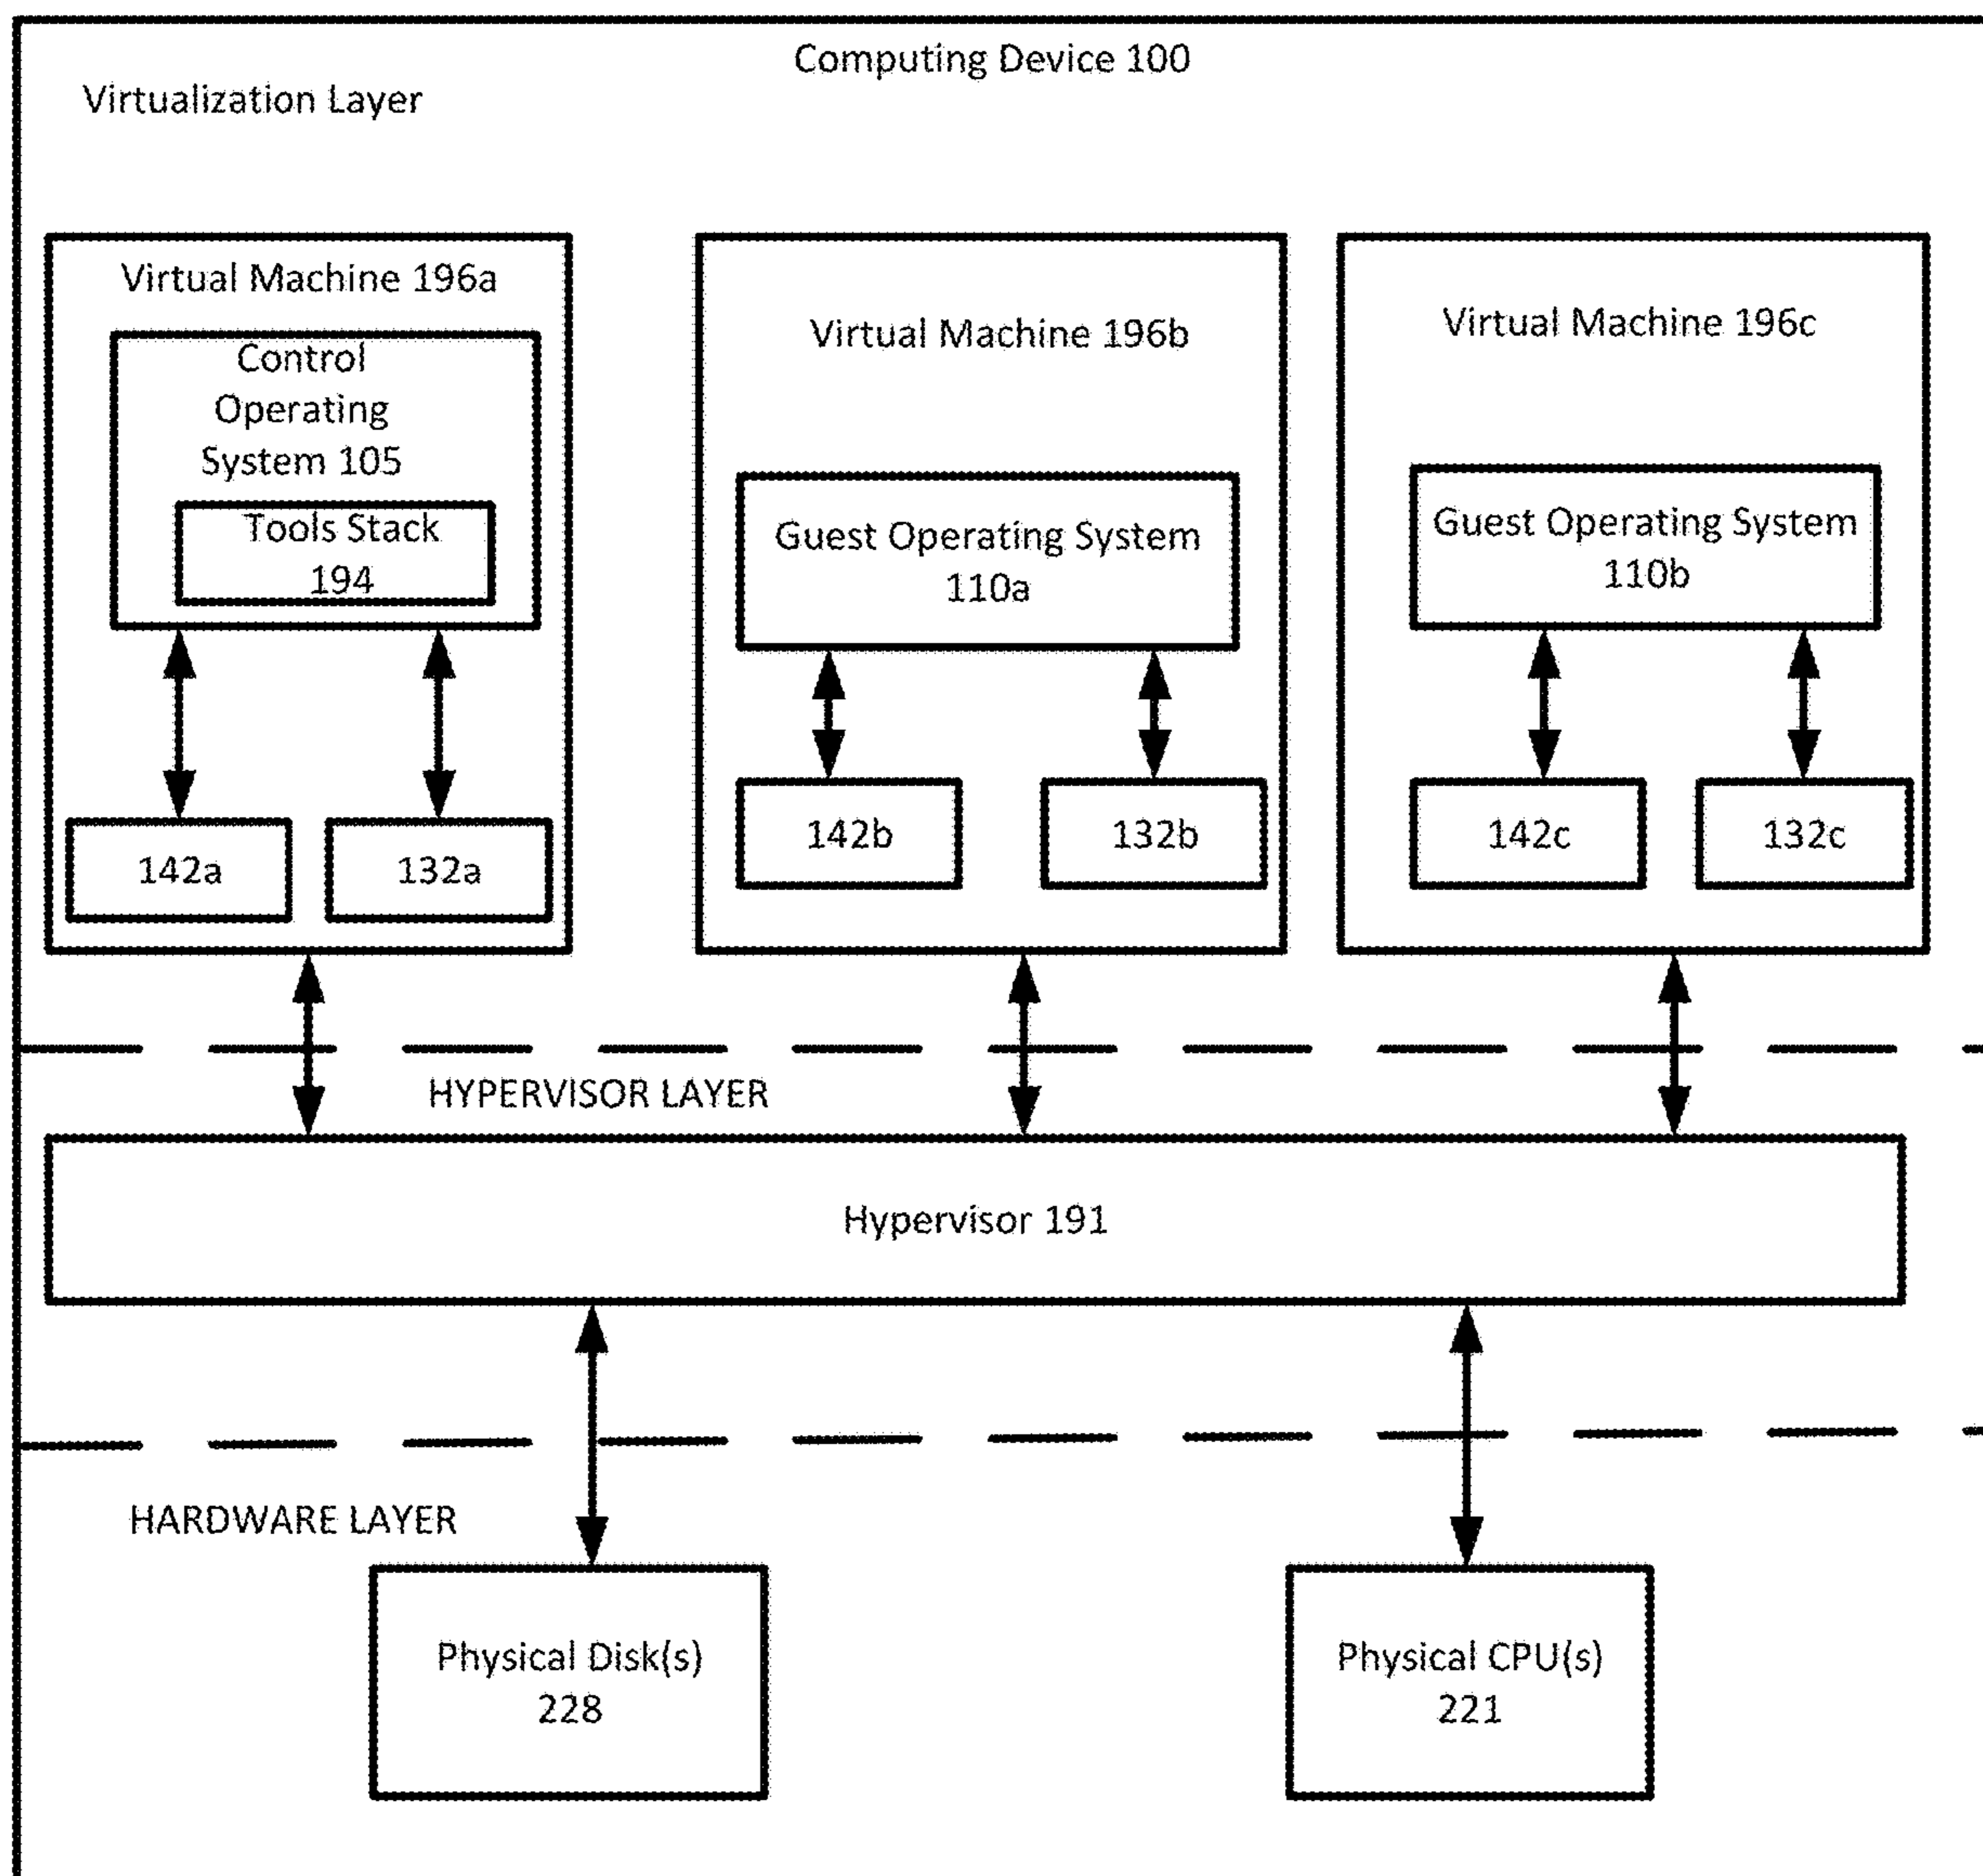 Computing Device 100
Virtualization Layer
Virtual Machine 196a
Control
Operating
System 105
Tools Stack
194
142a
132a
Virtual Machine 196b
Guest Operating System
110a
142b
132b
Virtual Machine 196c
Guest Operating System
110b
142c
132c
HYPERVISOR LAYER
Hypervisor 191
HARDWARE LAYER
Physical Disk(s)
228
Physical CPU(s)
221